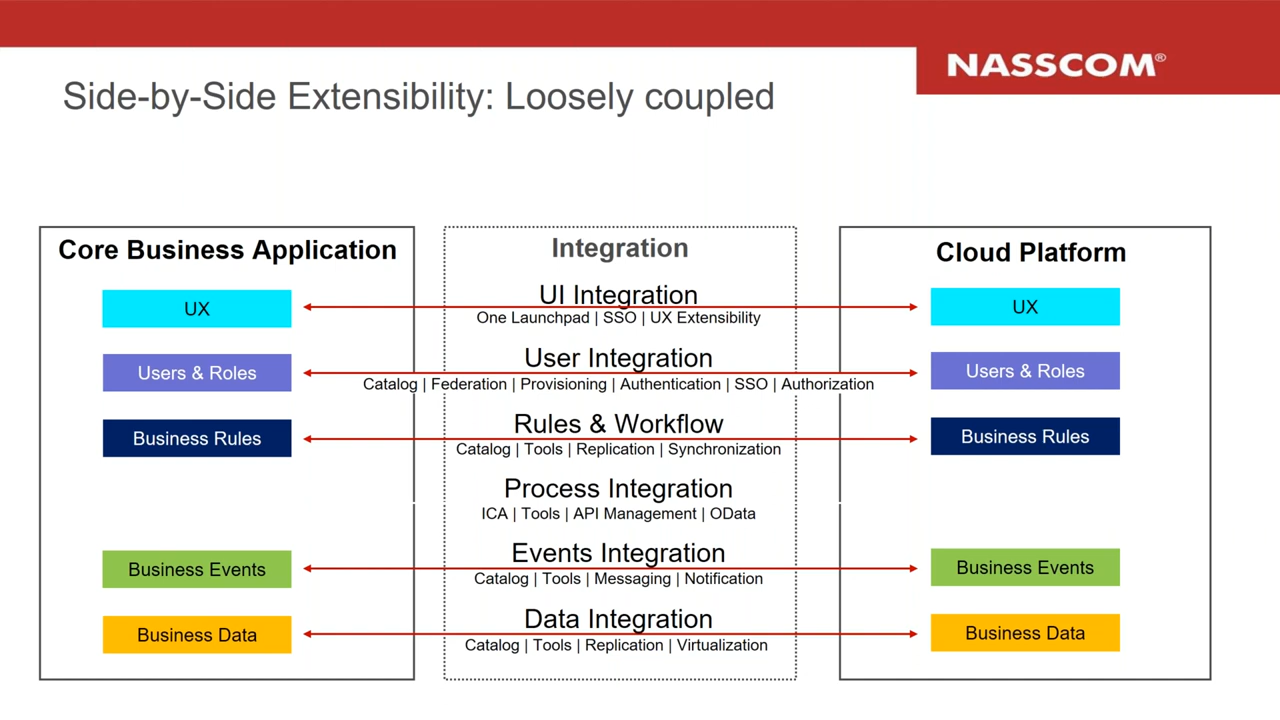 NASSCOM®
Side-by-Side Extensibility: Loosely coupled
Core Business Application
UX
Users & Roles
Business Rules
Business Events
Business Data
Integration
UI Integration
One Launchpad | SSO | UX Extensibility
User Integration
Catalog | Federation | Provisioning | Authentication | SSO | Authorization
Rules & Workflow
Catalog | Tools | Replication | Synchronization
Process Integration
ICA | Tools | API Management | OData
Events Integration
Catalog | Tools | Messaging | Notification
Data Integration
Catalog | Tools | Replication | Virtualization
Cloud Platform
UX
Users & Roles
Business Rules
Business Events
Business Data